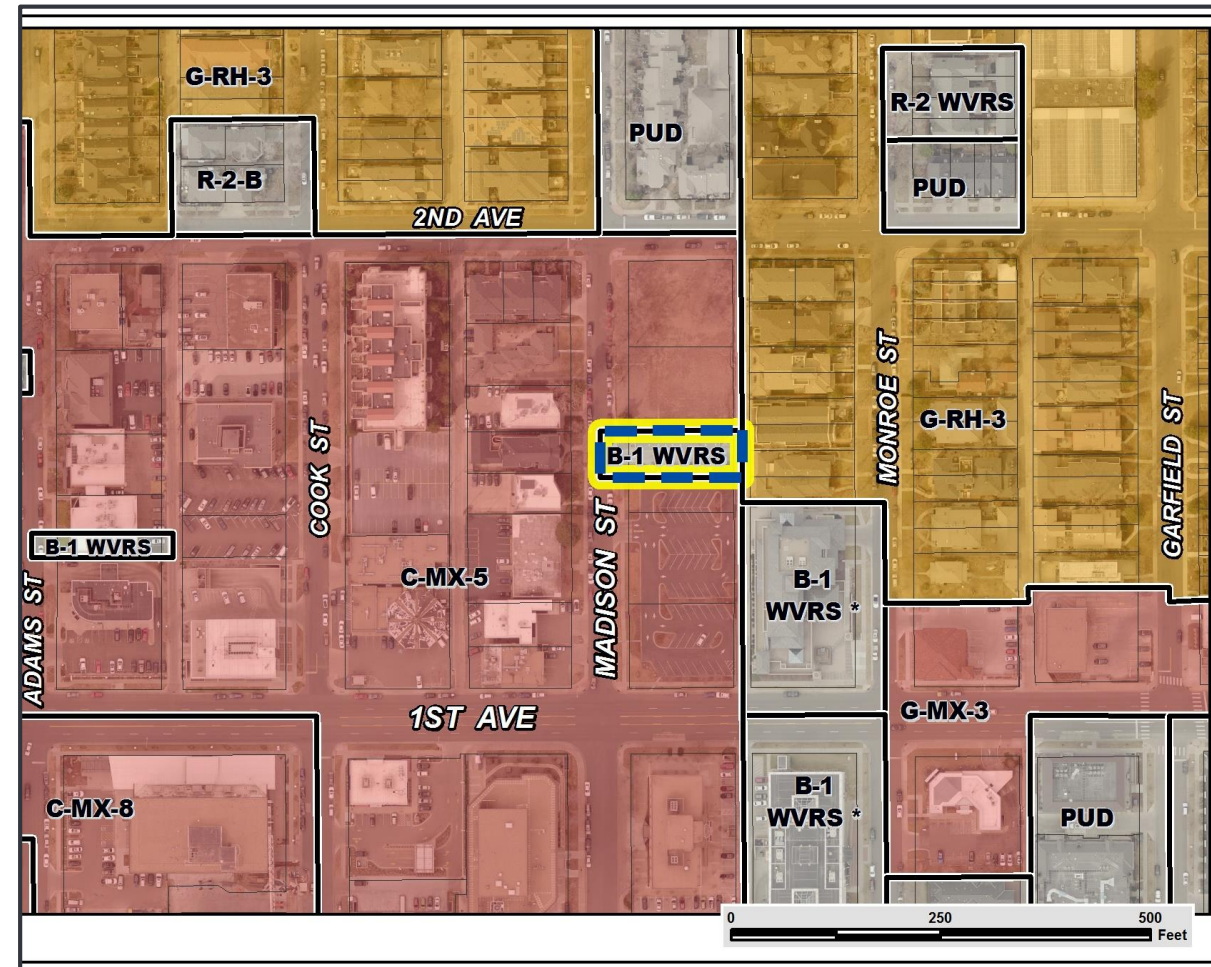 G-RH-3
R-2-B
2ND AVE
PUD
R-2 WVRS
PUD
COOK ST
MONROE ST
G-RH-3
GARFIELD ST
B-1 WVRS
MADISON ST
B-1 WVRS
ADAMS ST
C-MX-5
B-1
WVRS *
1ST AVE
G-MX-3
C-MX-8
B-1
WVRS *
PUD
0 250 500
Feet